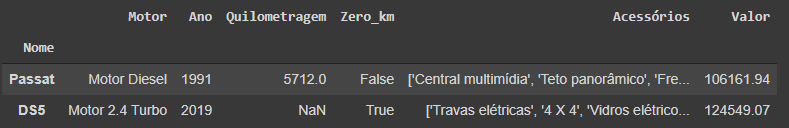 Motor Ano Quilometragem Zero_km Acessórios Valor
Nome
Passat Motor Diesel 1991 5712.0 False ['Central multimídia', 'Teto panorâmico', 'Fre... 106161.94
DS5 Motor 2.4 Turbo 2019 NaN True ['Travas elétricas', '4 X 4', 'Vidros elétrico... 124549.07